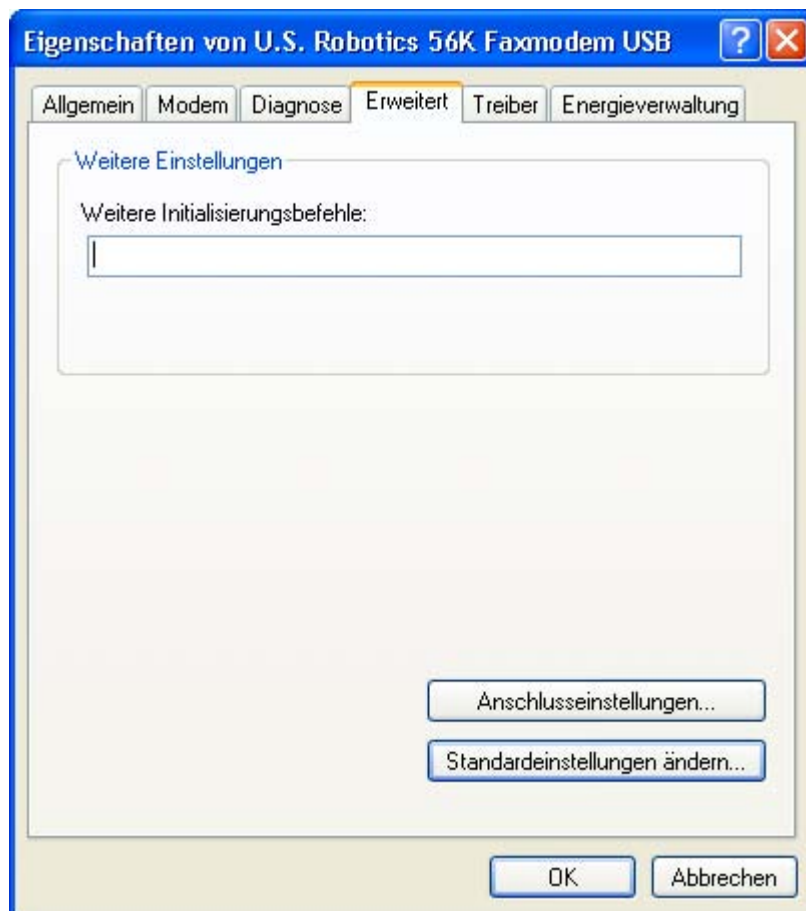 Eigenschaften von U.S. Robotics 56K Faxmodem USB ?
Allgemein Modem Diagnose Erweitert Treiber Energieverwaltung
Weitere Einstellungen
Weitere Initialisierungsbefehle:
Anschlusseinstellungen...
Standardeinstellungen ändern...
OK Abbrechen